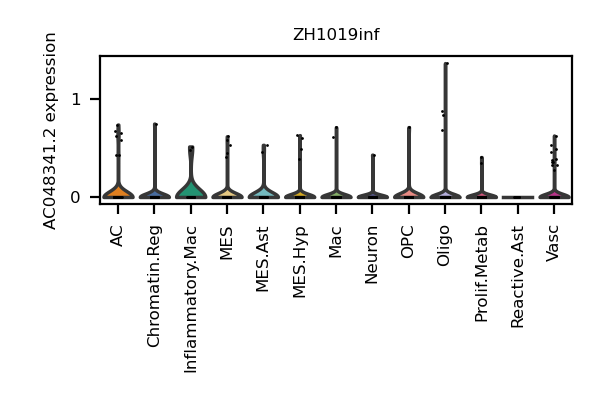 ZH1019inf
AC048341.2 expression
1
0
AC
Chromatin.Reg
Inflammatory.Mac
MES
MES.Ast
MES.Hyp
Mac
Neuron
OPC
Oligo
Prolif.Metab
Reactive.Ast
Vasc